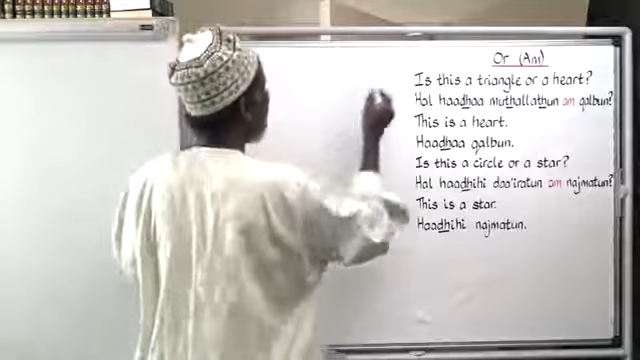 Or (Am)
Is this a triangle or a heart?
Hal haadhaa muthallathun am qalbun?
This is a heart.
Haadhaa qalbun.
Is this a circle or a star?
Hal haadhihi daa'iratun am najmatun?
This is a star.
Haadhihi najmatun.